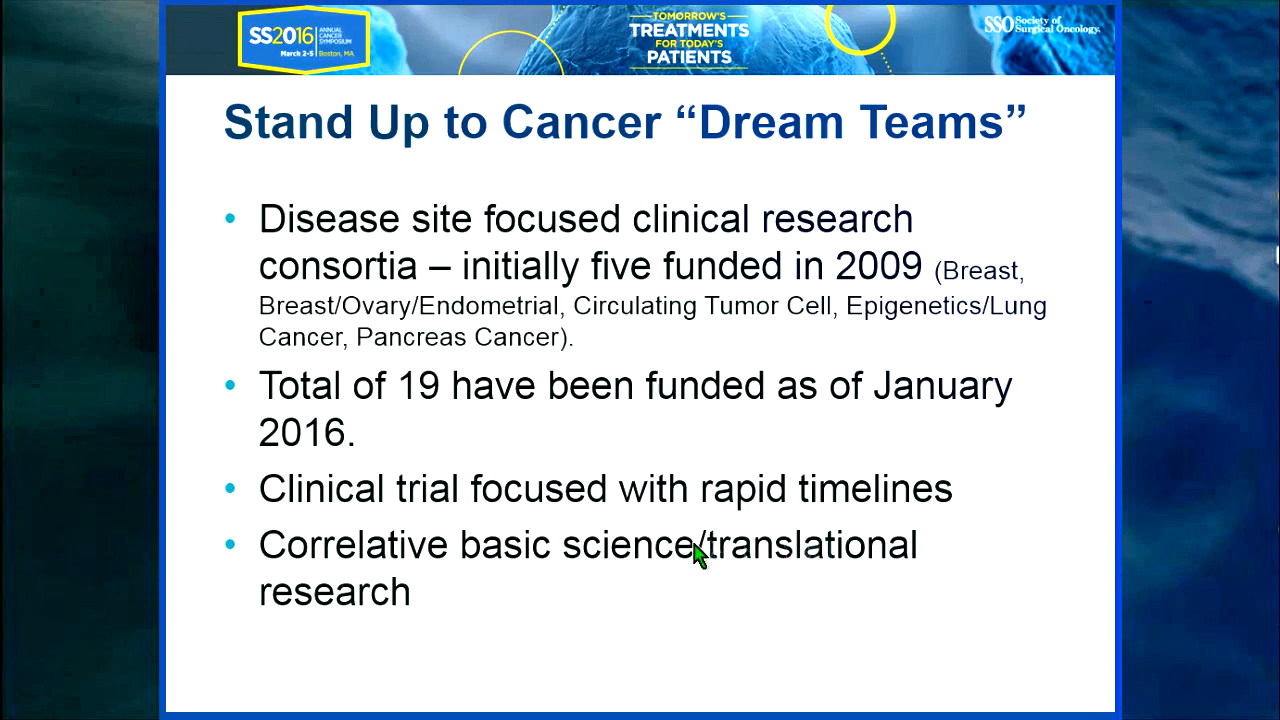 SS2016 ANNUAL CANCER SYMPOSIUM
March 2-5 | Boston, MA
TOMORROW'S
TREATMENTS
FOR TODAY'S
PATIENTS
SSO Society of Surgical Oncology.
Stand Up to Cancer “Dream Teams”
• Disease site focused clinical research
consortia – initially five funded in 2009 (Breast,
Breast/Ovary/Endometrial, Circulating Tumor Cell, Epigenetics/Lung
Cancer, Pancreas Cancer).
• Total of 19 have been funded as of January
2016.
• Clinical trial focused with rapid timelines
• Correlative basic science/translational
research